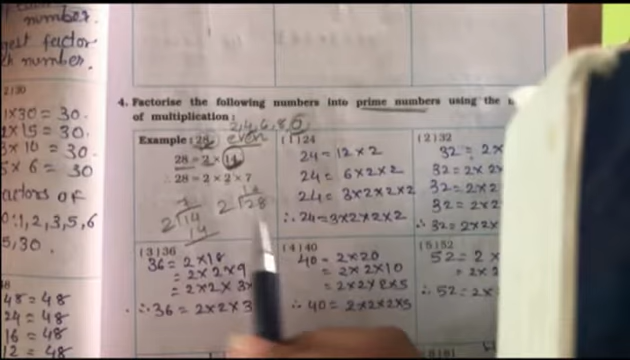 number.
gest factor
number.
2|30
1×30 = 30.
2×15 = 30.
3×10 = 30
5×6 = 30
actors of
0:1,2,3,5,6
5,30.
48 = 48
24 = 48
16 = 48
12 = 48
4. Factorise the following numbers into prime numbers using the
of multiplication :
2,4,6,8,0
Example : 28 even
28 = 2 × 14
∴ 28 = 2 × 2 × 7
7
2 14
14
14
2 28
(1) 24
24 = 12 × 2
24 = 6×2×2
24 = 3×2×2×2
∴ 24 = 3×2×2×2
(2) 32
32 = 2×
32 = 2×2
32 = 2×2
32 = 2×2
∴ 32 = 2×2×
(3) 36
36 = 2×18
= 2×2×9
= 2×2×3×
∴ 36 = 2×2×3
(4) 40
40 = 2×20
= 2×2×10
= 2×2×2×5
∴ 40 = 2×2×2×5
(5) 52
52 = 2×
= 2×2
∴ 52 = 2×